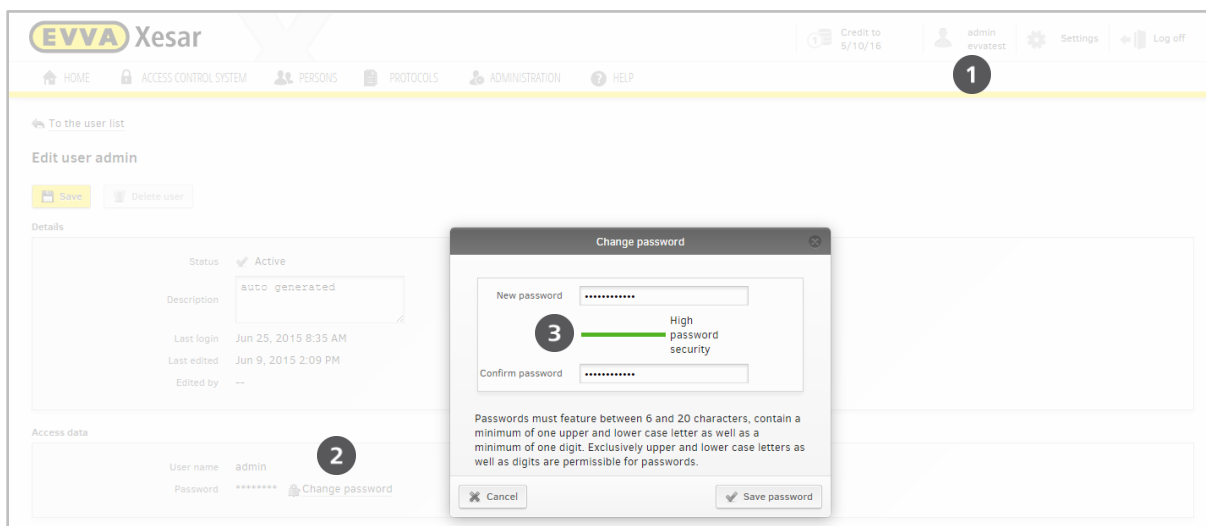 EVVA Xesar
Credit to
5/10/16
admin
evvatest
Settings
Log off
1
HOME
ACCESS CONTROL SYSTEM
PERSONS
PROTOCOLS
ADMINISTRATION
? HELP
To the user list
Edit user admin
Save
Delete user
Details
Status Active
Description auto generated
Last login Jun 25, 2015 8:35 AM
Last edited Jun 9, 2015 2:09 PM
Edited by --
Access data
2
User name admin
Password ******** Change password
Change password
New password ••••••••••••
3
High
password
security
Confirm password ••••••••••••
Passwords must feature between 6 and 20 characters, contain a
minimum of one upper and lower case letter as well as a
minimum of one digit. Exclusively upper and lower case letters as
well as digits are permissible for passwords.
Cancel
Save password